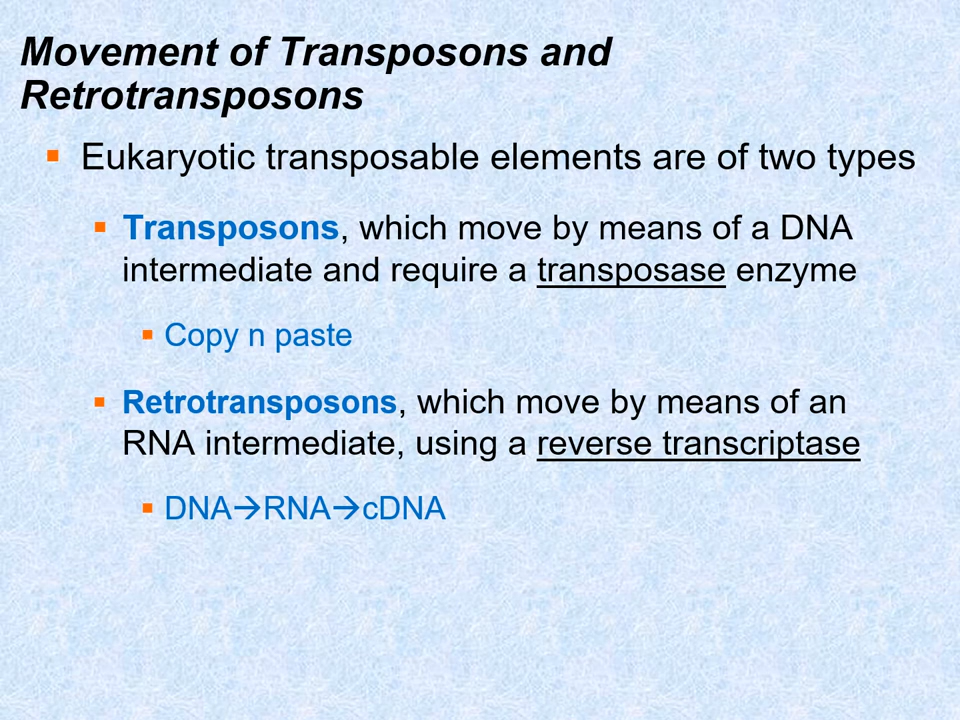 Movement of Transposons and
Retrotransposons
▪ Eukaryotic transposable elements are of two types
▪ Transposons, which move by means of a DNA
intermediate and require a transposase enzyme
▪ Copy n paste
▪ Retrotransposons, which move by means of an
RNA intermediate, using a reverse transcriptase
▪ DNA→RNA→cDNA